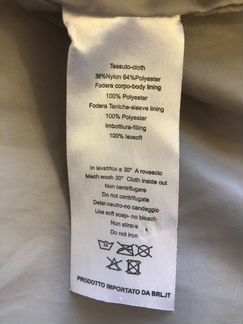 Tessuto-cloth
36%Nylon 64%Polyester
Fodera corpo-body lining
100% Polyester
Fodera Taniche-sleeve lining
100% Polyester
Imbottiura-filling
100% Isosoft
In lavatrice a 30° A rovescio
Mach.wash 30° Cloth inside out
Non centrifugare
Do not centrifugate
Deter.neutro-no candeggio
Use soft soap- no bleach
Non stirare
Do not iron
PRODOTTO IMPORTATO DA BRL.IT